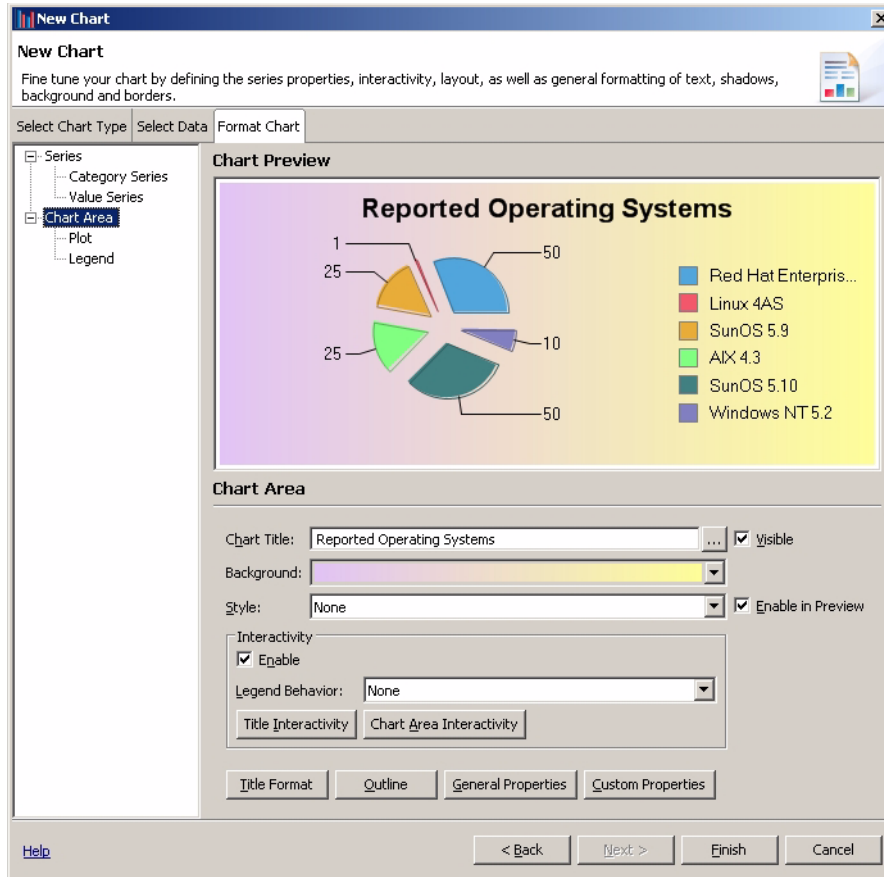 New Chart
New Chart
Fine tune your chart by defining the series properties, interactivity, layout, as well as general formatting of text, shadows,
background and borders.
Select Chart Type Select Data Format Chart
Series
Category Series
Value Series
Chart Area
Plot
Legend
Chart Preview
Reported Operating Systems
1
50
25
10
25
50
Red Hat Enterpris...
Linux 4AS
SunOS 5.9
AIX 4.3
SunOS 5.10
Windows NT 5.2
Chart Area
Chart Title: Reported Operating Systems ... Visible
Background:
Style: None Enable in Preview
Interactivity
Enable
Legend Behavior: None
Title Interactivity Chart Area Interactivity
Title Format Outline General Properties Custom Properties
Help < Back Next > Finish Cancel